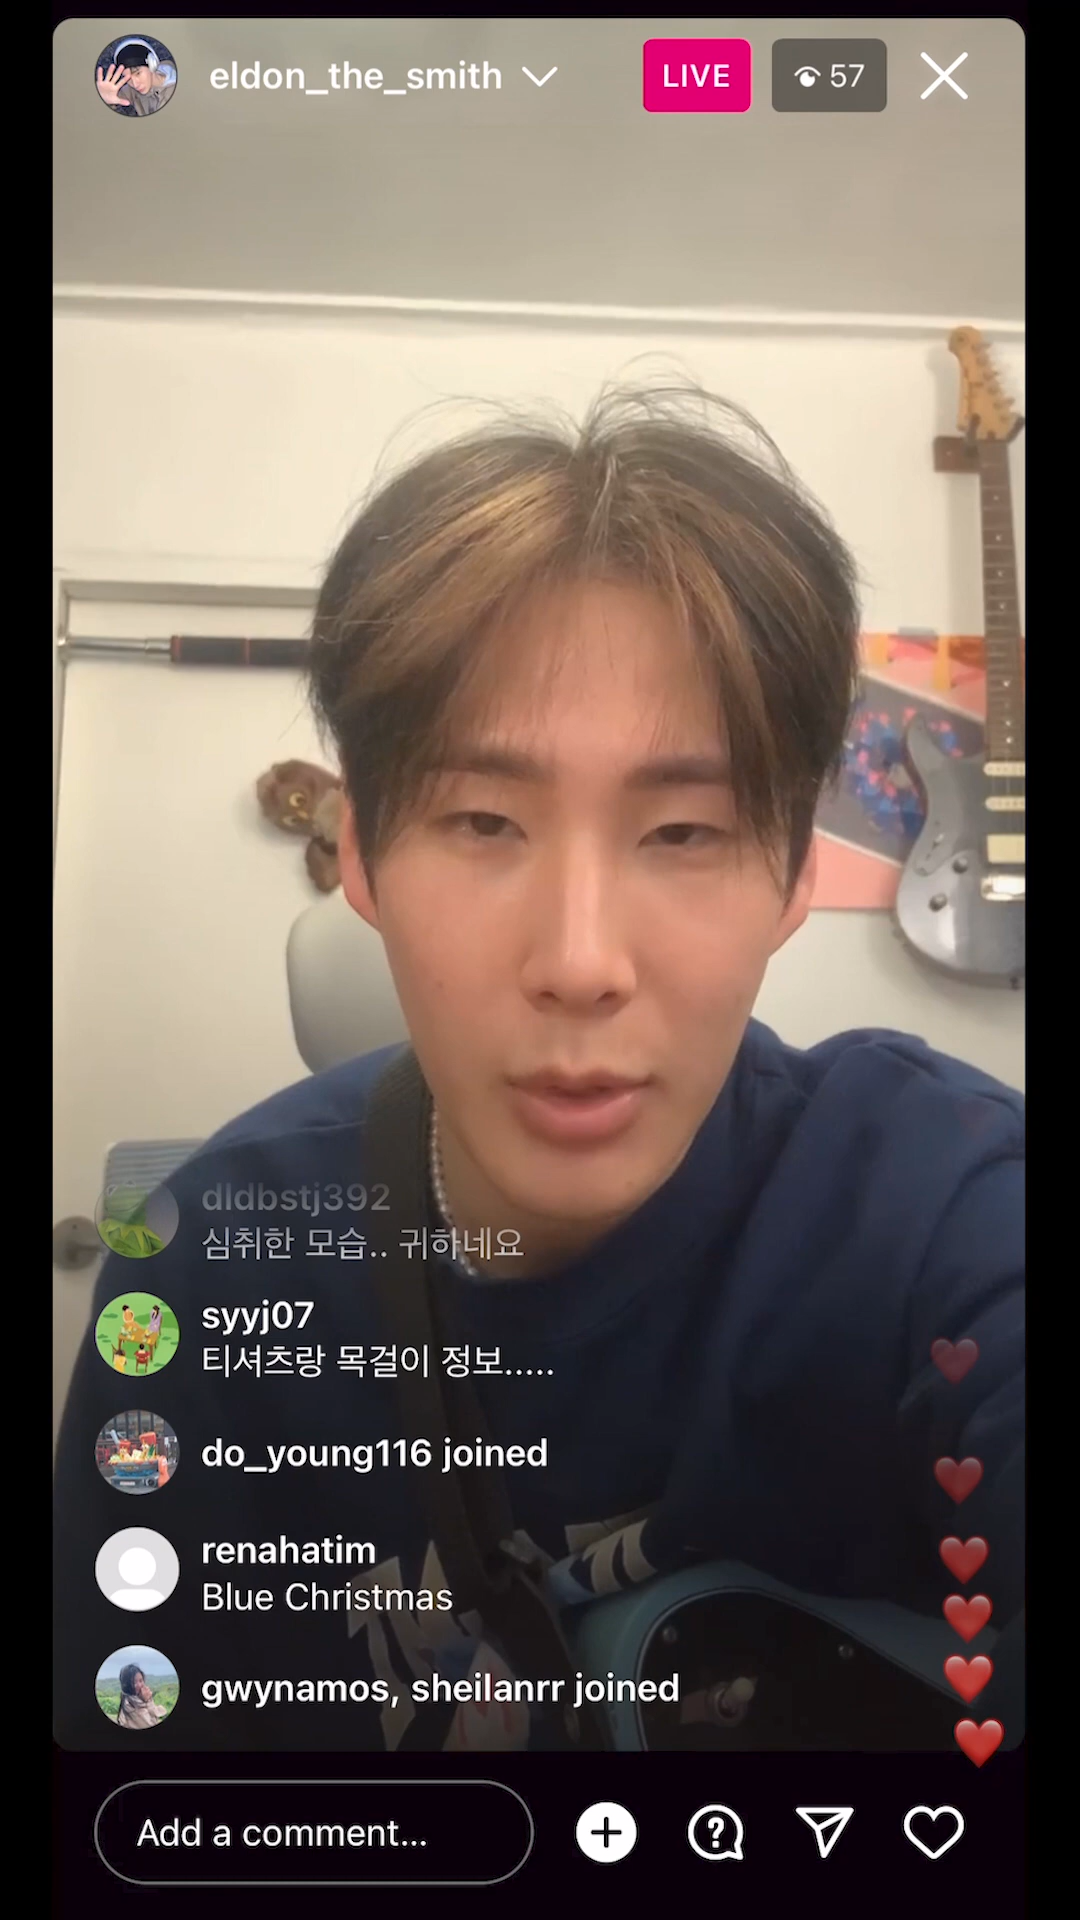 eldon_the_smith
LIVE
57
dldbstj392
심취한 모습.. 귀하네요
syyj07
티셔츠랑 목걸이 정보.....
do_young116 joined
renahatim
Blue Christmas
gwynamos, sheilanrr joined
Add a comment...